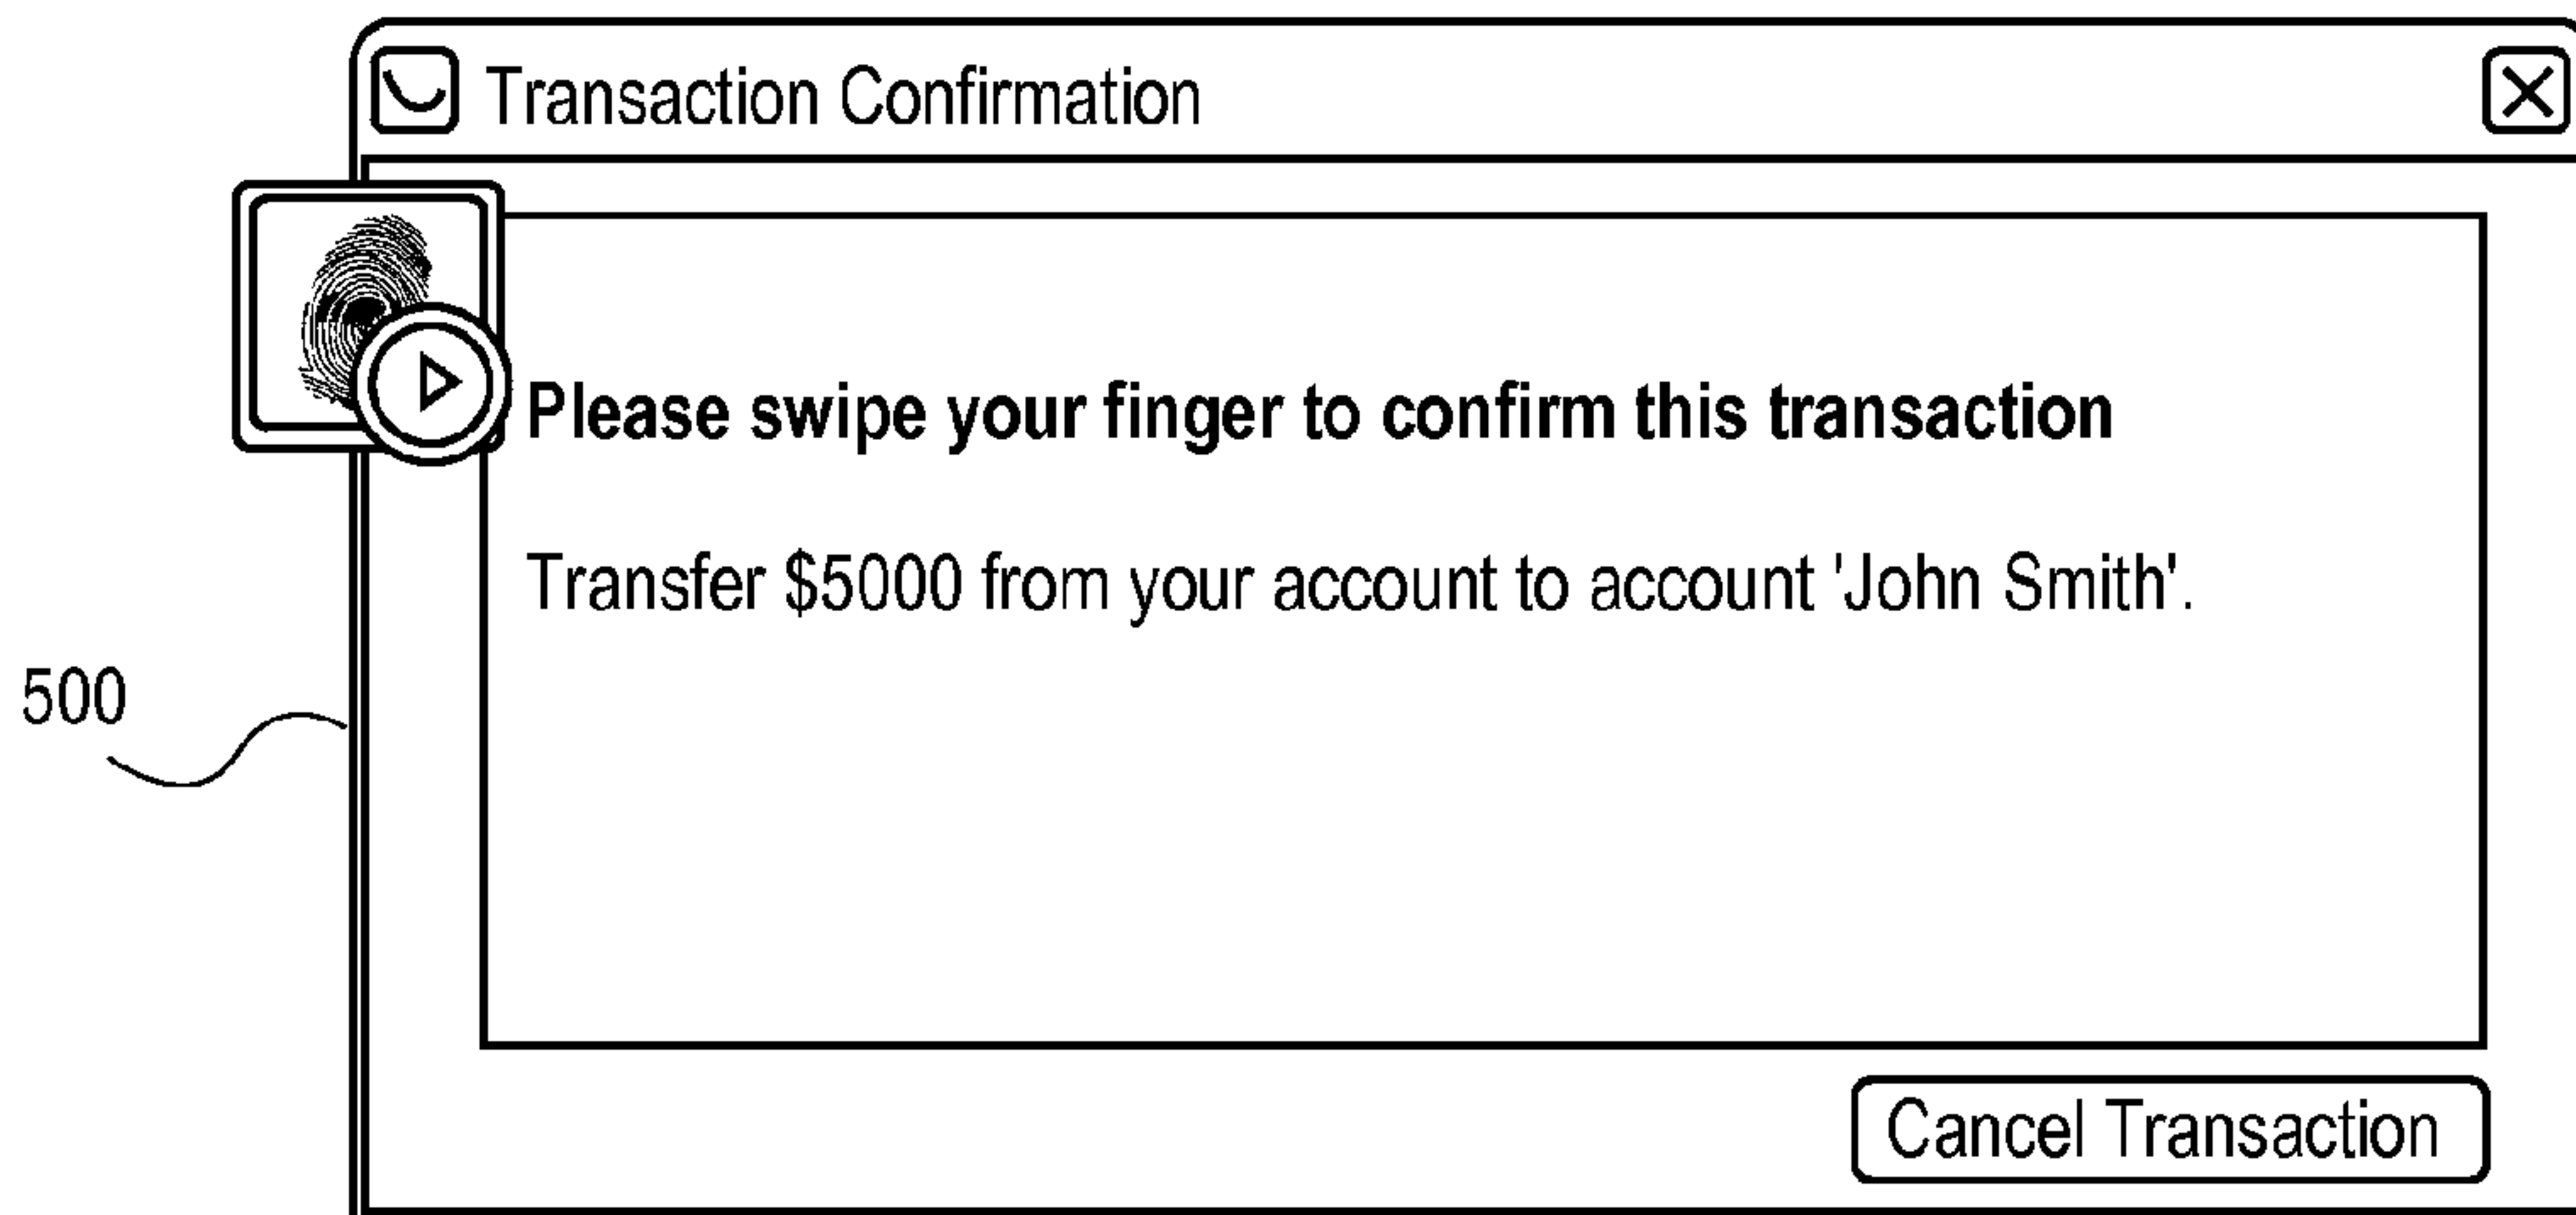 Transaction Confirmation
Please swipe your finger to confirm this transaction
Transfer $5000 from your account to account 'John Smith'.
500
Cancel Transaction